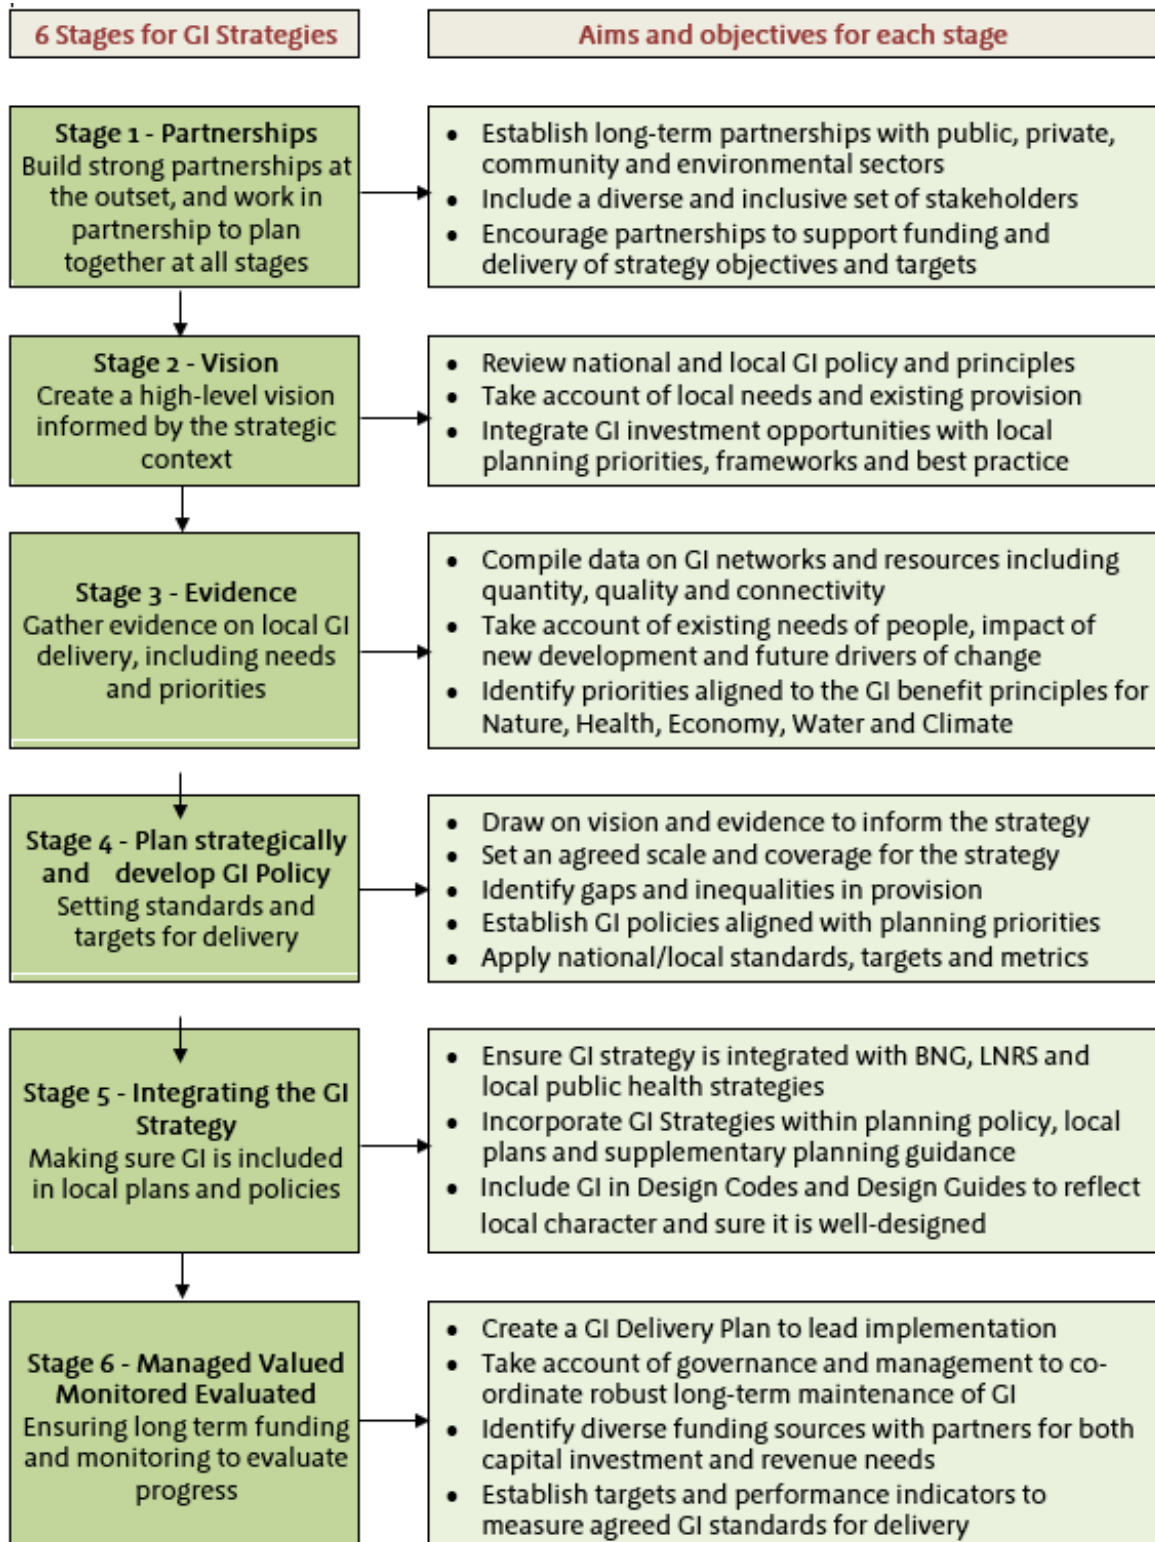 6 Stages for GI Strategies
Aims and objectives for each stage
Stage 1 - Partnerships
Build strong partnerships at
the outset, and work in
partnership to plan
together at all stages
• Establish long-term partnerships with public, private,
community and environmental sectors
• Include a diverse and inclusive set of stakeholders
• Encourage partnerships to support funding and
delivery of strategy objectives and targets
Stage 2 - Vision
Create a high-level vision
informed by the strategic
context
• Review national and local GI policy and principles
• Take account of local needs and existing provision
• Integrate GI investment opportunities with local
planning priorities, frameworks and best practice
Stage 3 - Evidence
Gather evidence on local GI
delivery, including needs
and priorities
• Compile data on GI networks and resources including
quantity, quality and connectivity
• Take account of existing needs of people, impact of
new development and future drivers of change
• Identify priorities aligned to the GI benefit principles for
Nature, Health, Economy, Water and Climate
Stage 4 - Plan strategically
and develop GI Policy
Setting standards and
targets for delivery
• Draw on vision and evidence to inform the strategy
• Set an agreed scale and coverage for the strategy
• Identify gaps and inequalities in provision
• Establish GI policies aligned with planning priorities
• Apply national/local standards, targets and metrics
Stage 5 - Integrating the GI
Strategy
Making sure GI is included
in local plans and policies
• Ensure GI strategy is integrated with BNG, LNRS and
local public health strategies
• Incorporate GI Strategies within planning policy, local
plans and supplementary planning guidance
• Include GI in Design Codes and Design Guides to reflect
local character and sure it is well-designed
Stage 6 - Managed Valued
Monitored Evaluated
Ensuring long term funding
and monitoring to evaluate
progress
• Create a GI Delivery Plan to lead implementation
• Take account of governance and management to co-
ordinate robust long-term maintenance of GI
• Identify diverse funding sources with partners for both
capital investment and revenue needs
• Establish targets and performance indicators to
measure agreed GI standards for delivery